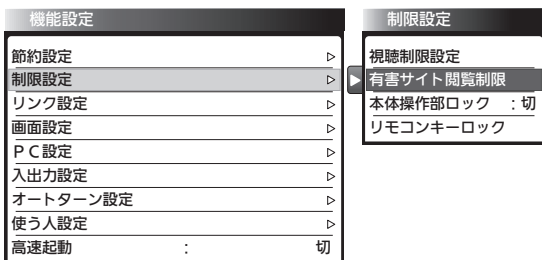 機能設定
節約設定
制限設定
リンク設定
画面設定
ＰＣ設定
入出力設定
オートターン設定
使う人設定
高速起動 : 切
制限設定
視聴制限設定
有害サイト閲覧制限
本体操作部ロック :切
リモコンキーロック